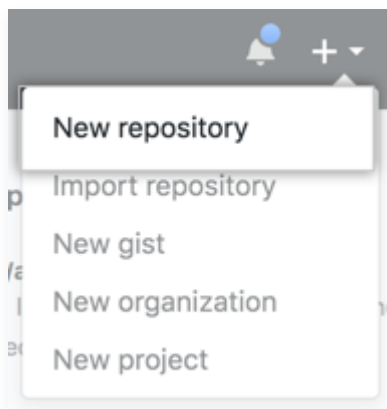 New repository
Import repository
New gist
New organization
New project